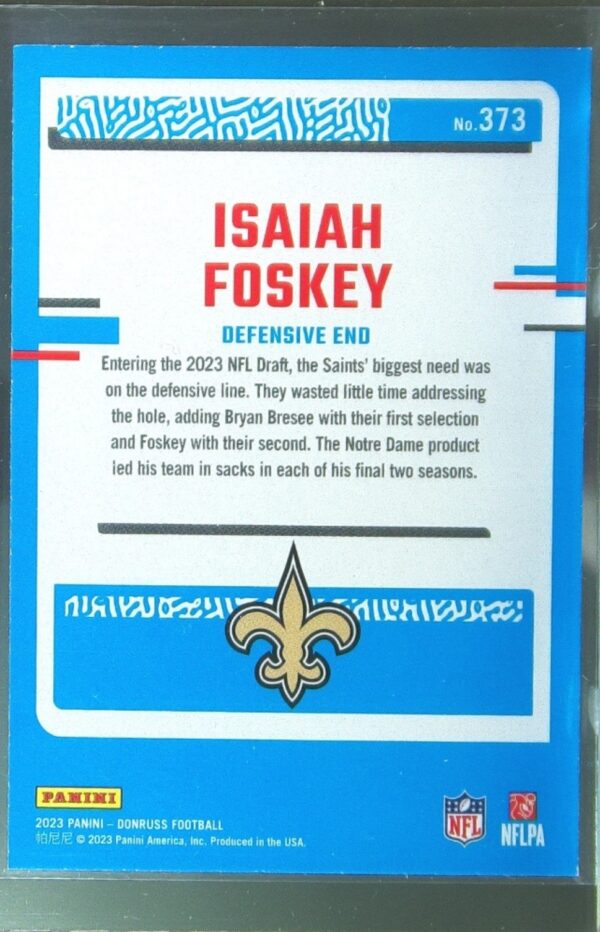 No.373
ISAIAH
FOSKEY
DEFENSIVE END
Entering the 2023 NFL Draft, the Saints' biggest need was
on the defensive line. They wasted little time addressing
the hole, adding Bryan Bresee with their first selection
and Foskey with their second. The Notre Dame product
led his team in sacks in each of his final two seasons.
PANINI
2023 PANINI – DONRUSS FOOTBALL
帕尼尼 © 2023 Panini America, Inc. Produced in the USA.
NFL
NFLPA